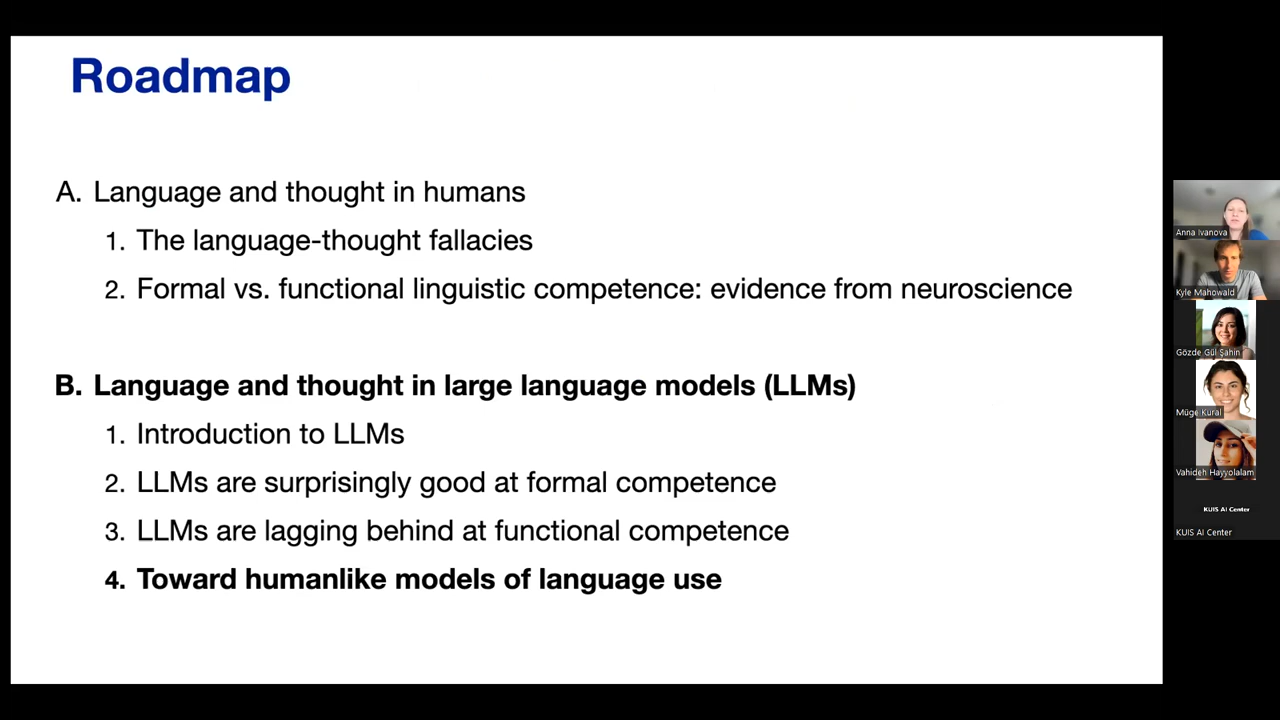 Roadmap
A. Language and thought in humans
1. The language-thought fallacies
2. Formal vs. functional linguistic competence: evidence from neuroscience
B. Language and thought in large language models (LLMs)
1. Introduction to LLMs
2. LLMs are surprisingly good at formal competence
3. LLMs are lagging behind at functional competence
4. Toward humanlike models of language use
Anna Ivanova
Kyle Mahowald
Gözde Gül Şahin
Müge Kural
Vahideh Hayyolalam
KUIS AI Center
KUIS AI Center